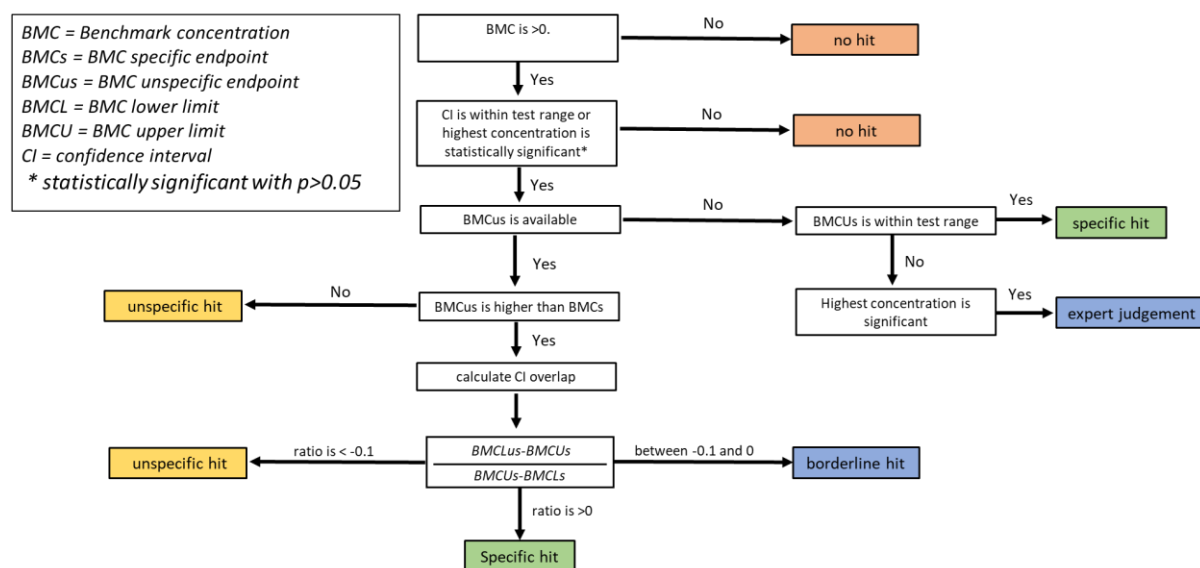 BMC = Benchmark concentration
BMCs = BMC specific endpoint
BMCus = BMC unspecific endpoint
BMCL = BMC lower limit
BMCU = BMC upper limit
CI = confidence interval
* statistically significant with p>0.05
BMC is >0.
No
no hit
Yes
CI is within test range or
highest concentration is
statistically significant*
No
no hit
Yes
BMCus is available
No
BMCUs is within test range
Yes
specific hit
Yes
No
unspecific hit
No
BMCus is higher than BMCs
Highest concentration is
significant
Yes
expert judgement
Yes
calculate CI overlap
unspecific hit
ratio is < -0.1
BMCLus-BMCUs
BMCUs-BMCLs
between -0.1 and 0
borderline hit
ratio is >0
Specific hit